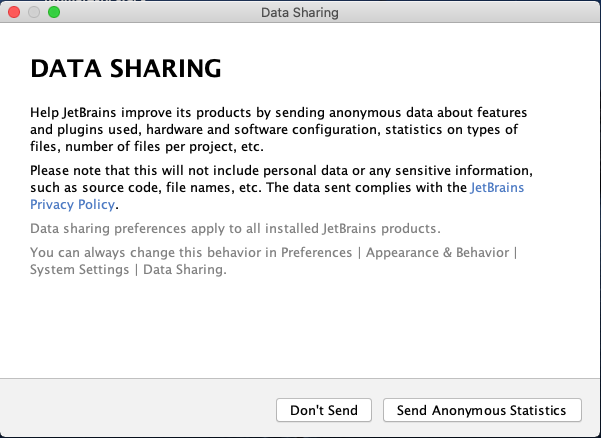 Data Sharing
DATA SHARING
Help JetBrains improve its products by sending anonymous data about features
and plugins used, hardware and software configuration, statistics on types of
files, number of files per project, etc.
Please note that this will not include personal data or any sensitive information,
such as source code, file names, etc. The data sent complies with the JetBrains
Privacy Policy.
Data sharing preferences apply to all installed JetBrains products.
You can always change this behavior in Preferences | Appearance & Behavior |
System Settings | Data Sharing.
Don't Send
Send Anonymous Statistics